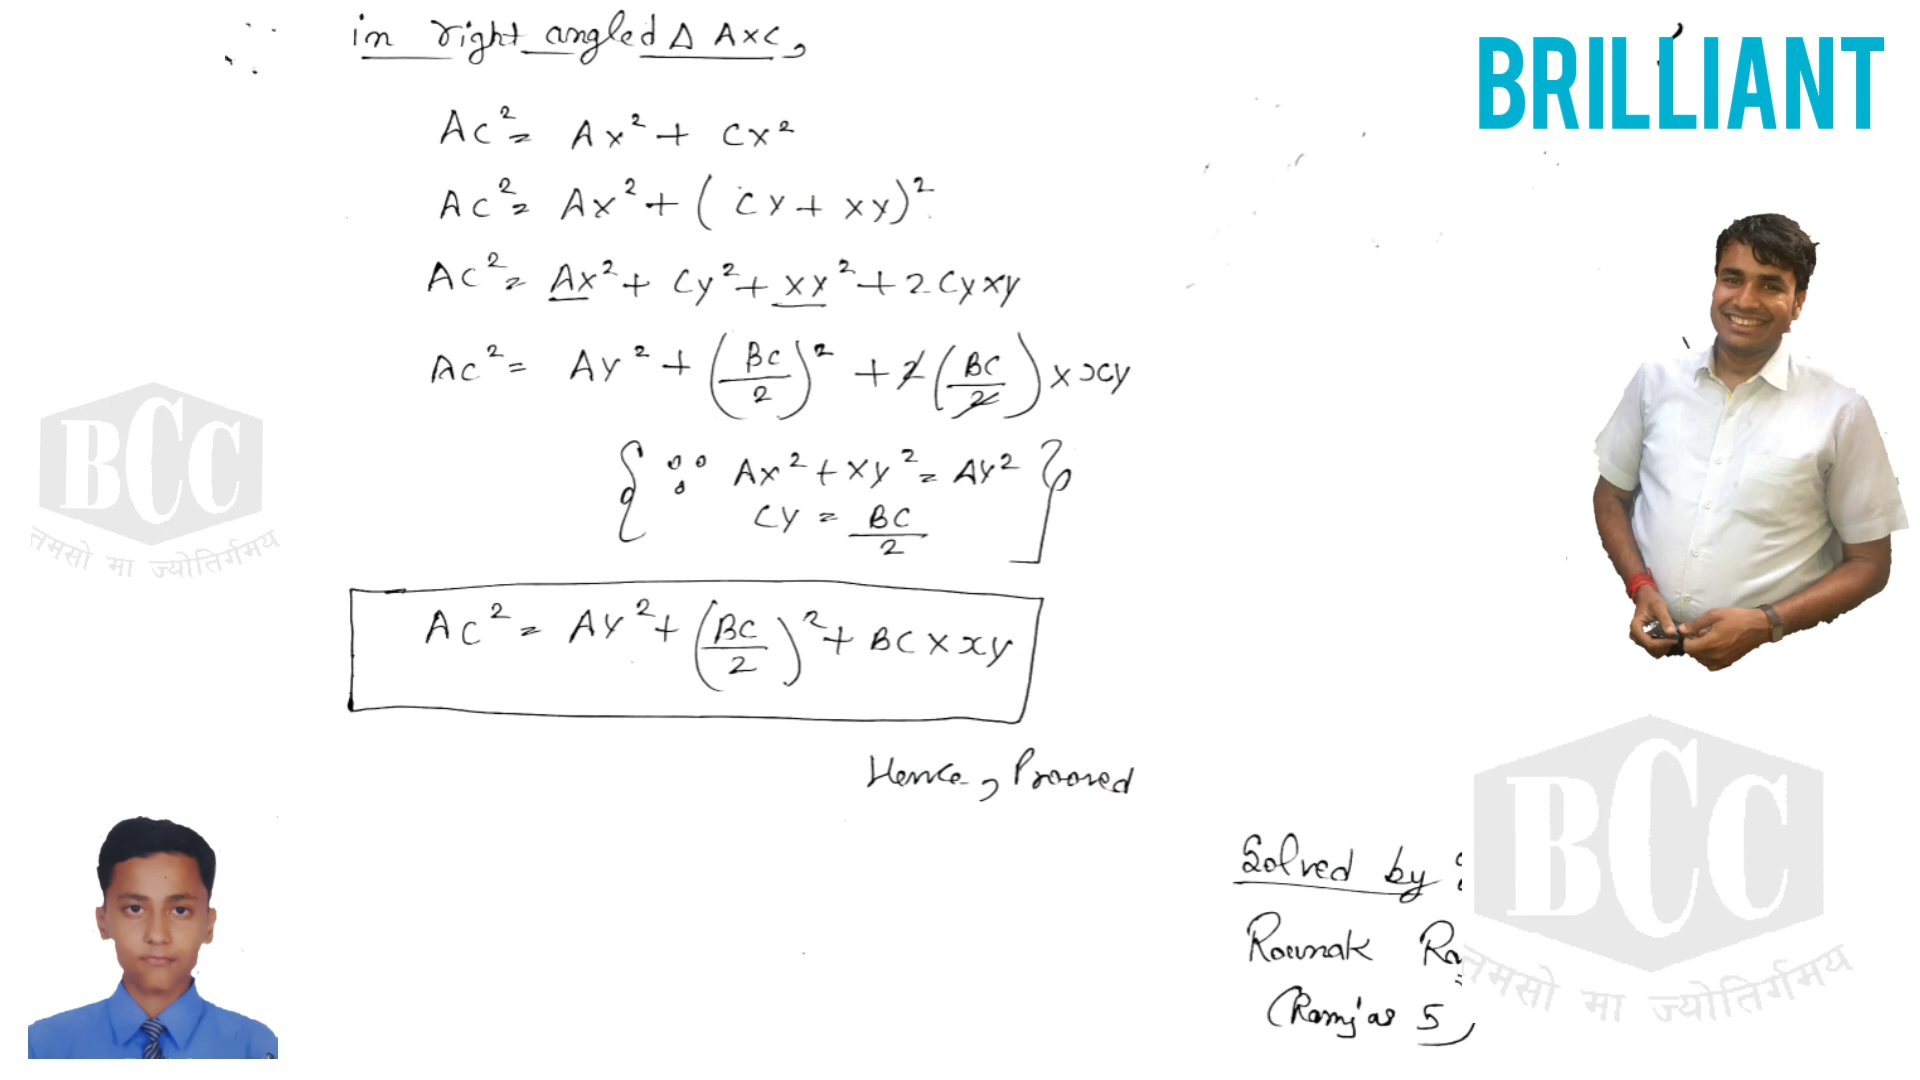 in right angled Δ AXC,
BRILLIANT
AC² = AX² + CX²
AC² = AX² + (CY + XY)²
AC² = AX² + CY² + XY² + 2CYXY
AC² = AY² + (BC/2)² + 2(BC/2) × XY
{ ∵ AX² + XY² = AY²
CY = BC/2 }
AC² = AY² + (BC/2)² + BC × XY
Hence, Prooved
BCC
तमसो मा ज्योतिर्गमय
Solved by
Rounak
(Ramjas 5)
BCC
तमसो मा ज्योतिर्गमय